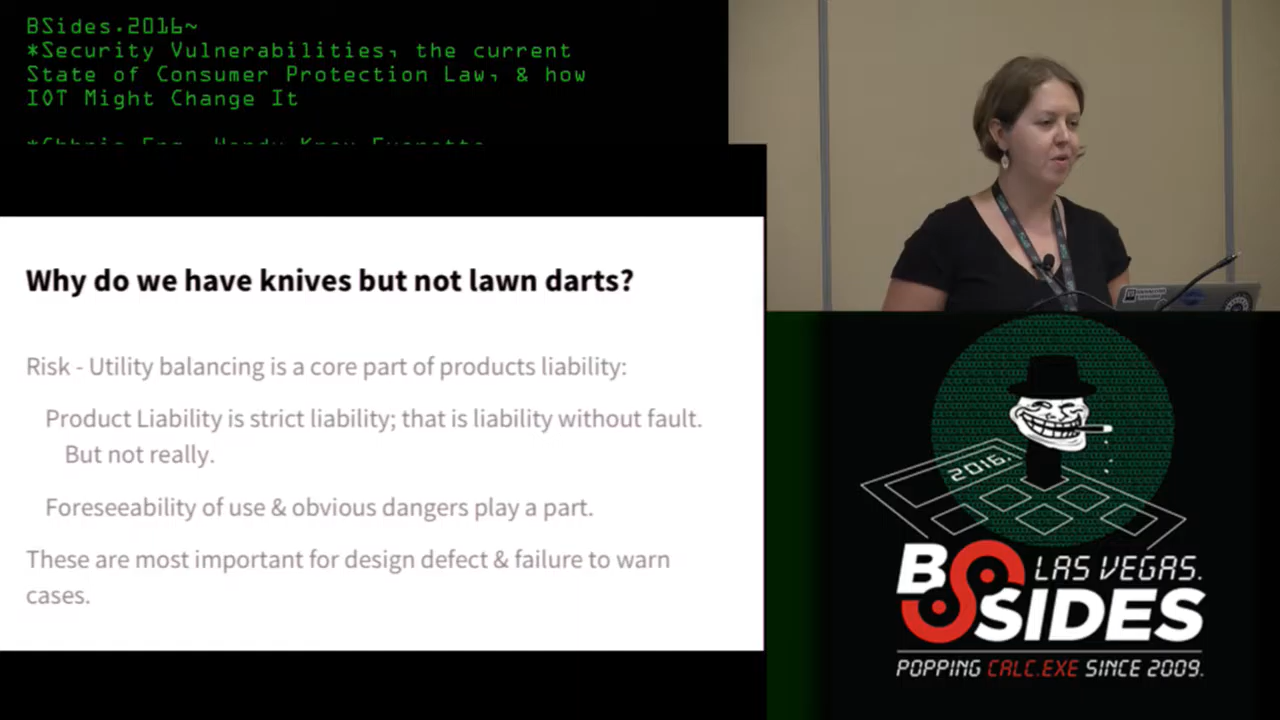 BSides.2016~
*Security Vulnerabilities, the current
State of Consumer Protection Law, & how
IOT Might Change It
Why do we have knives but not lawn darts?
Risk - Utility balancing is a core part of products liability:
Product Liability is strict liability; that is liability without fault.
But not really.
Foreseeability of use & obvious dangers play a part.
These are most important for design defect & failure to warn
cases.
2016.
BSIDES
LAS VEGAS.
POPPING CALC.EXE SINCE 2009.